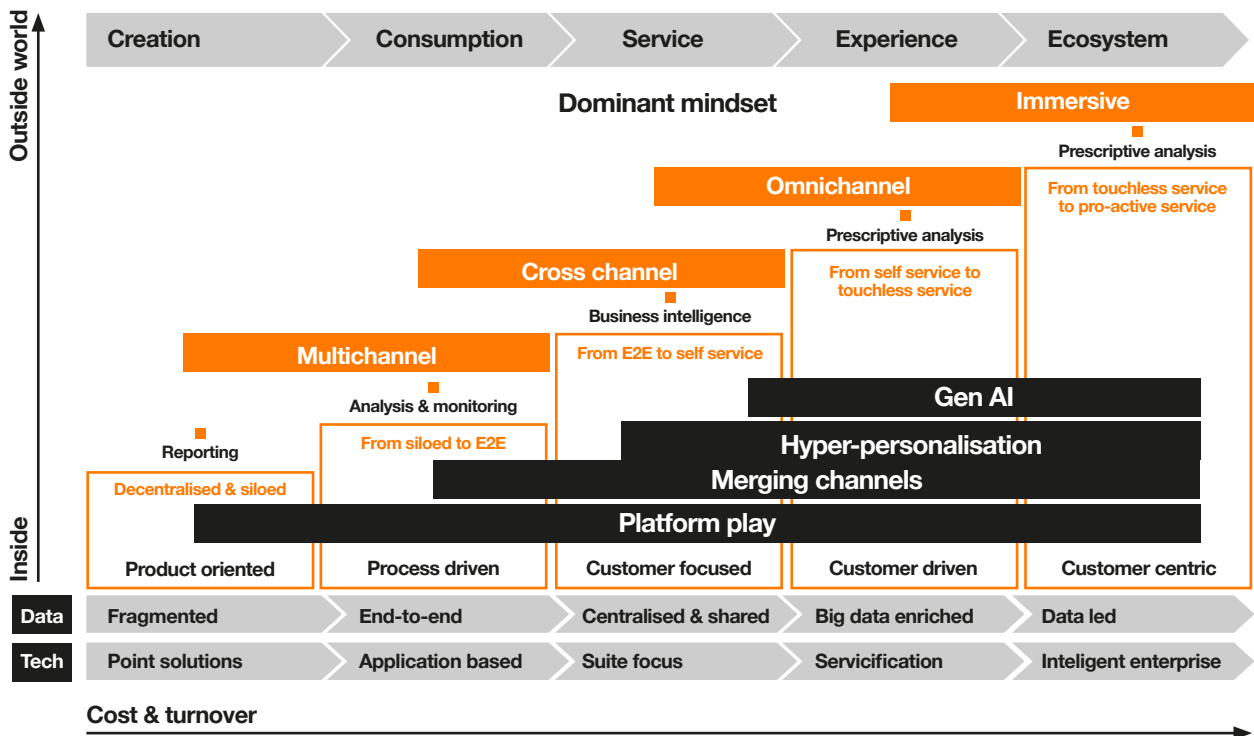 Outside world
Creation
Consumption
Service
Experience
Ecosystem
Dominant mindset
Immersive
Prescriptive analysis
Omnichannel
From touchless service
to pro-active service
Prescriptive analysis
Cross channel
From self service to
touchless service
Business intelligence
Multichannel
From E2E to self service
Analysis & monitoring
Gen AI
Reporting
From siloed to E2E
Hyper-personalisation
Merging channels
Decentralised & siloed
Platform play
Inside
Product oriented
Process driven
Customer focused
Customer driven
Customer centric
Data
Fragmented
End-to-end
Centralised & shared
Big data enriched
Data led
Tech
Point solutions
Application based
Suite focus
Servicification
Inteligent enterprise
Cost & turnover